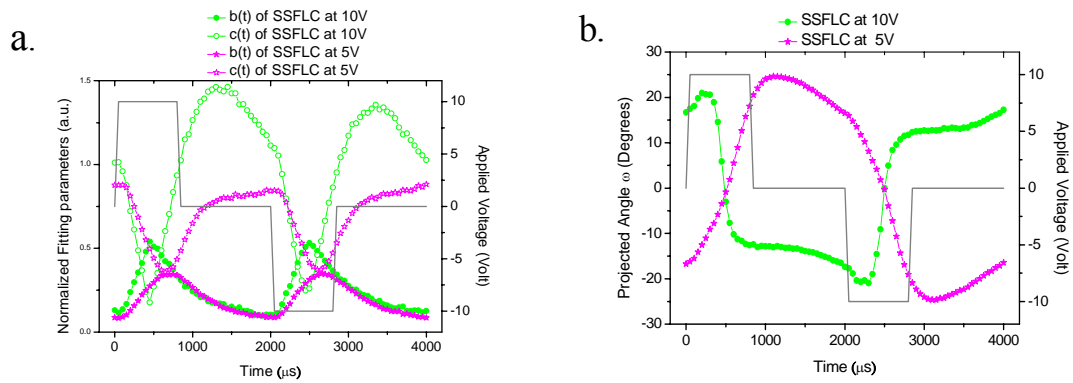 a.
b(t) of SSFLC at 10V
c(t) of SSFLC at 10V
b(t) of SSFLC at 5V
c(t) of SSFLC at 5V
Normalized Fitting parameters (a.u.)
1.5
1.0
0.5
0.0
0
1000
2000
3000
4000
Time (μs)
10
5
0
-5
-10
Applied Voltage (Volt)
b.
SSFLC at 10V
SSFLC at 5V
Projected Angle ω (Degrees)
30
20
10
0
-10
-20
-30
0
1000
2000
3000
4000
Time (μs)
10
5
0
-5
-10
Applied Voltage (Volt)